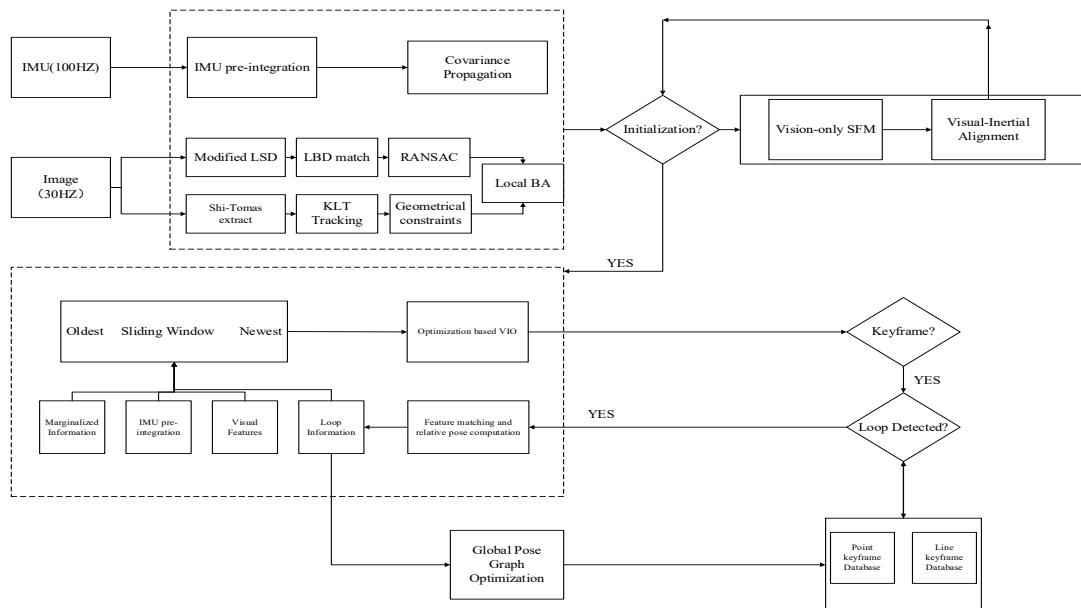 IMU(100HZ)
IMU pre-integration
Covariance
Propagation
Image
（30HZ）
Modified LSD
LBD match
RANSAC
Shi-Tomas
extract
KLT
Tracking
Geometrical
constraints
Local BA
Initialization?
Vision-only SFM
Visual-Inertial
Alignment
YES
Oldest Sliding Window Newest
Optimization based VIO
Keyframe?
YES
Marginalized
Information
IMU pre-
integration
Visual
Features
Loop
Information
Feature matching and
relative pose computation
YES
Loop Detected?
Global Pose
Graph
Optimization
Point
keyframe
Database
Line
keyframe
Database